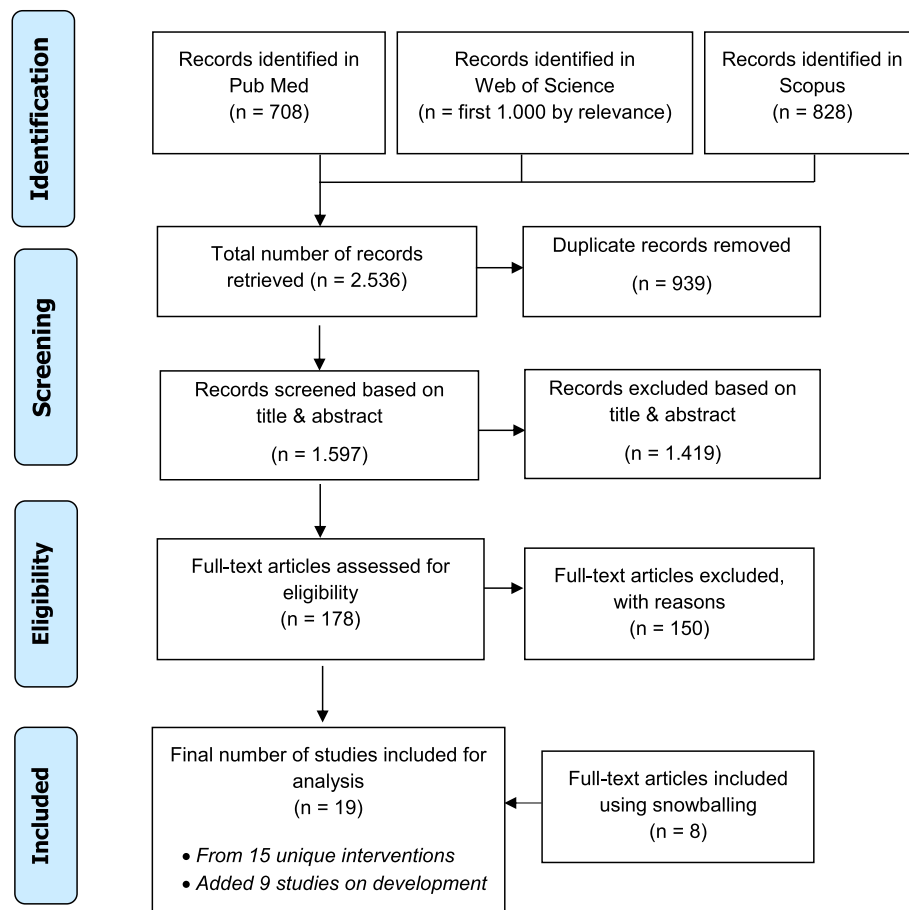 Identification
Records identified in
Pub Med
(n = 708)
Records identified in
Web of Science
(n = first 1.000 by relevance)
Records identified in
Scopus
(n = 828)
Screening
Total number of records
retrieved (n = 2.536)
Duplicate records removed
(n = 939)
Records screened based on
title & abstract
(n = 1.597)
Records excluded based on
title & abstract
(n = 1.419)
Eligibility
Full-text articles assessed for
eligibility
(n = 178)
Full-text articles excluded,
with reasons
(n = 150)
Included
Final number of studies included for
analysis
(n = 19)
• From 15 unique interventions
• Added 9 studies on development
Full-text articles included
using snowballing
(n = 8)